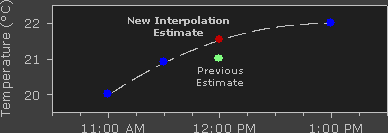 Temperature (°C)
22
21
20
New Interpolation
Estimate
Previous
Estimate
11:00 AM
12:00 PM
1:00 PM